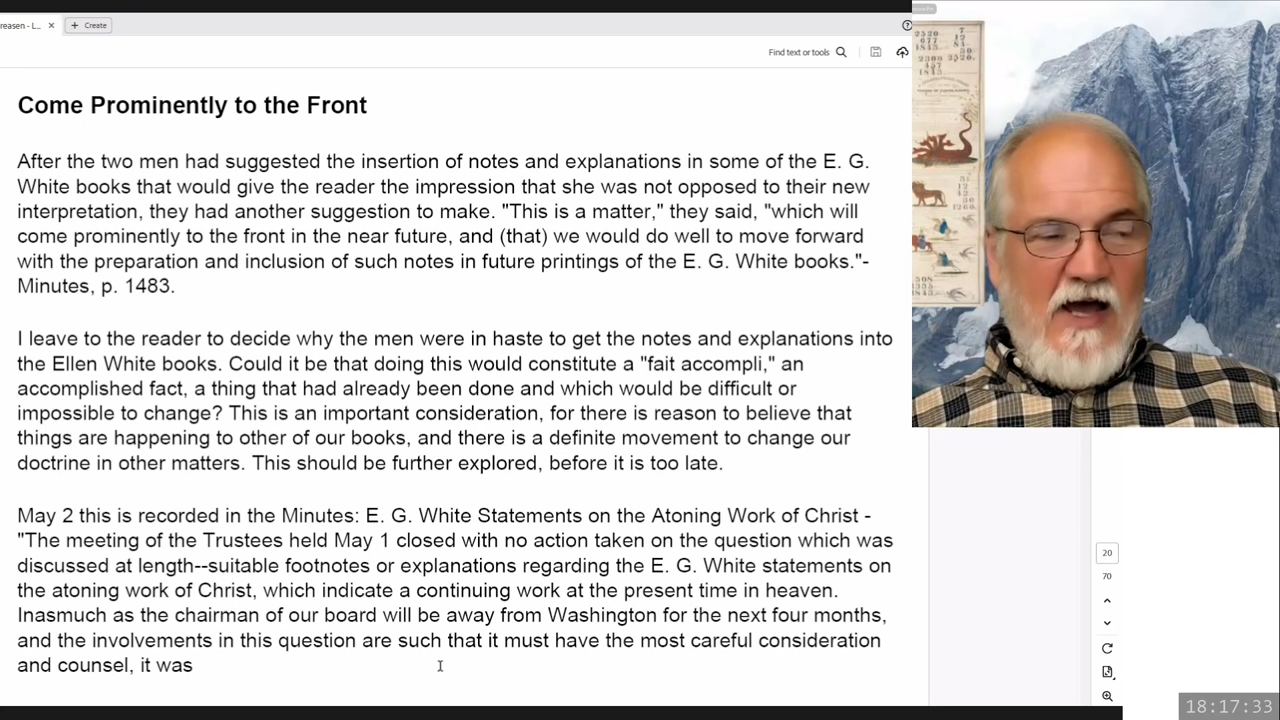 reasen - L...
Create
Find text or tools
Come Prominently to the Front
After the two men had suggested the insertion of notes and explanations in some of the E. G.
White books that would give the reader the impression that she was not opposed to their new
interpretation, they had another suggestion to make. "This is a matter," they said, "which will
come prominently to the front in the near future, and (that) we would do well to move forward
with the preparation and inclusion of such notes in future printings of the E. G. White books."-
Minutes, p. 1483.
I leave to the reader to decide why the men were in haste to get the notes and explanations into
the Ellen White books. Could it be that doing this would constitute a "fait accompli," an
accomplished fact, a thing that had already been done and which would be difficult or
impossible to change? This is an important consideration, for there is reason to believe that
things are happening to other of our books, and there is a definite movement to change our
doctrine in other matters. This should be further explored, before it is too late.
May 2 this is recorded in the Minutes: E. G. White Statements on the Atoning Work of Christ -
"The meeting of the Trustees held May 1 closed with no action taken on the question which was
discussed at length--suitable footnotes or explanations regarding the E. G. White statements on
the atoning work of Christ, which indicate a continuing work at the present time in heaven.
Inasmuch as the chairman of our board will be away from Washington for the next four months,
and the involvements in this question are such that it must have the most careful consideration
and counsel, it was
2520
677
1843
2300
457
1843
7
12
84
30
2520
1260
20
70
18:17:33